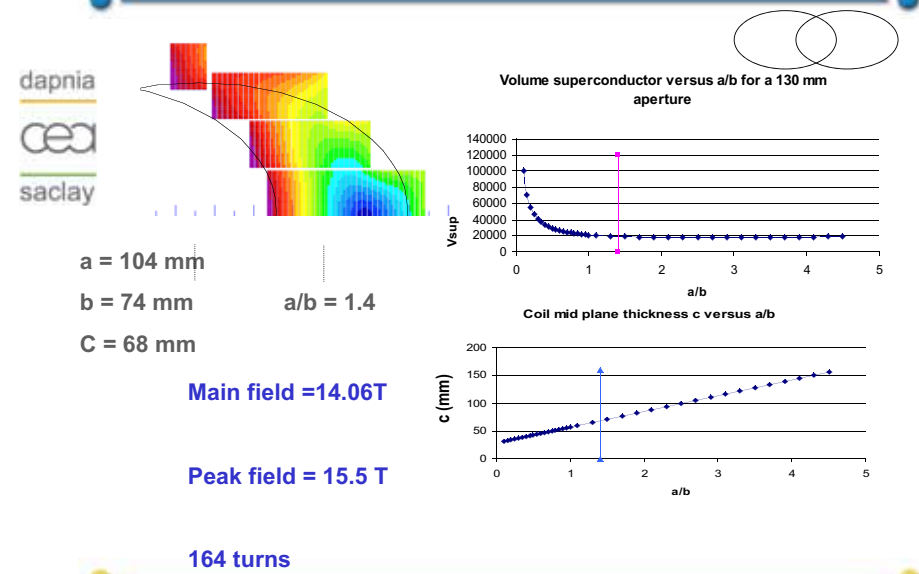 dapnia
cea
saclay
a = 104 mm
b = 74 mm a/b = 1.4
C = 68 mm
Main field =14.06T
Peak field = 15.5 T
164 turns
Volume superconductor versus a/b for a 130 mm
aperture
Vsup
140000
120000
100000
80000
60000
40000
20000
0
0 1 2 3 4 5
a/b
Coil mid plane thickness c versus a/b
c (mm)
200
150
100
50
0
0 1 2 3 4 5
a/b